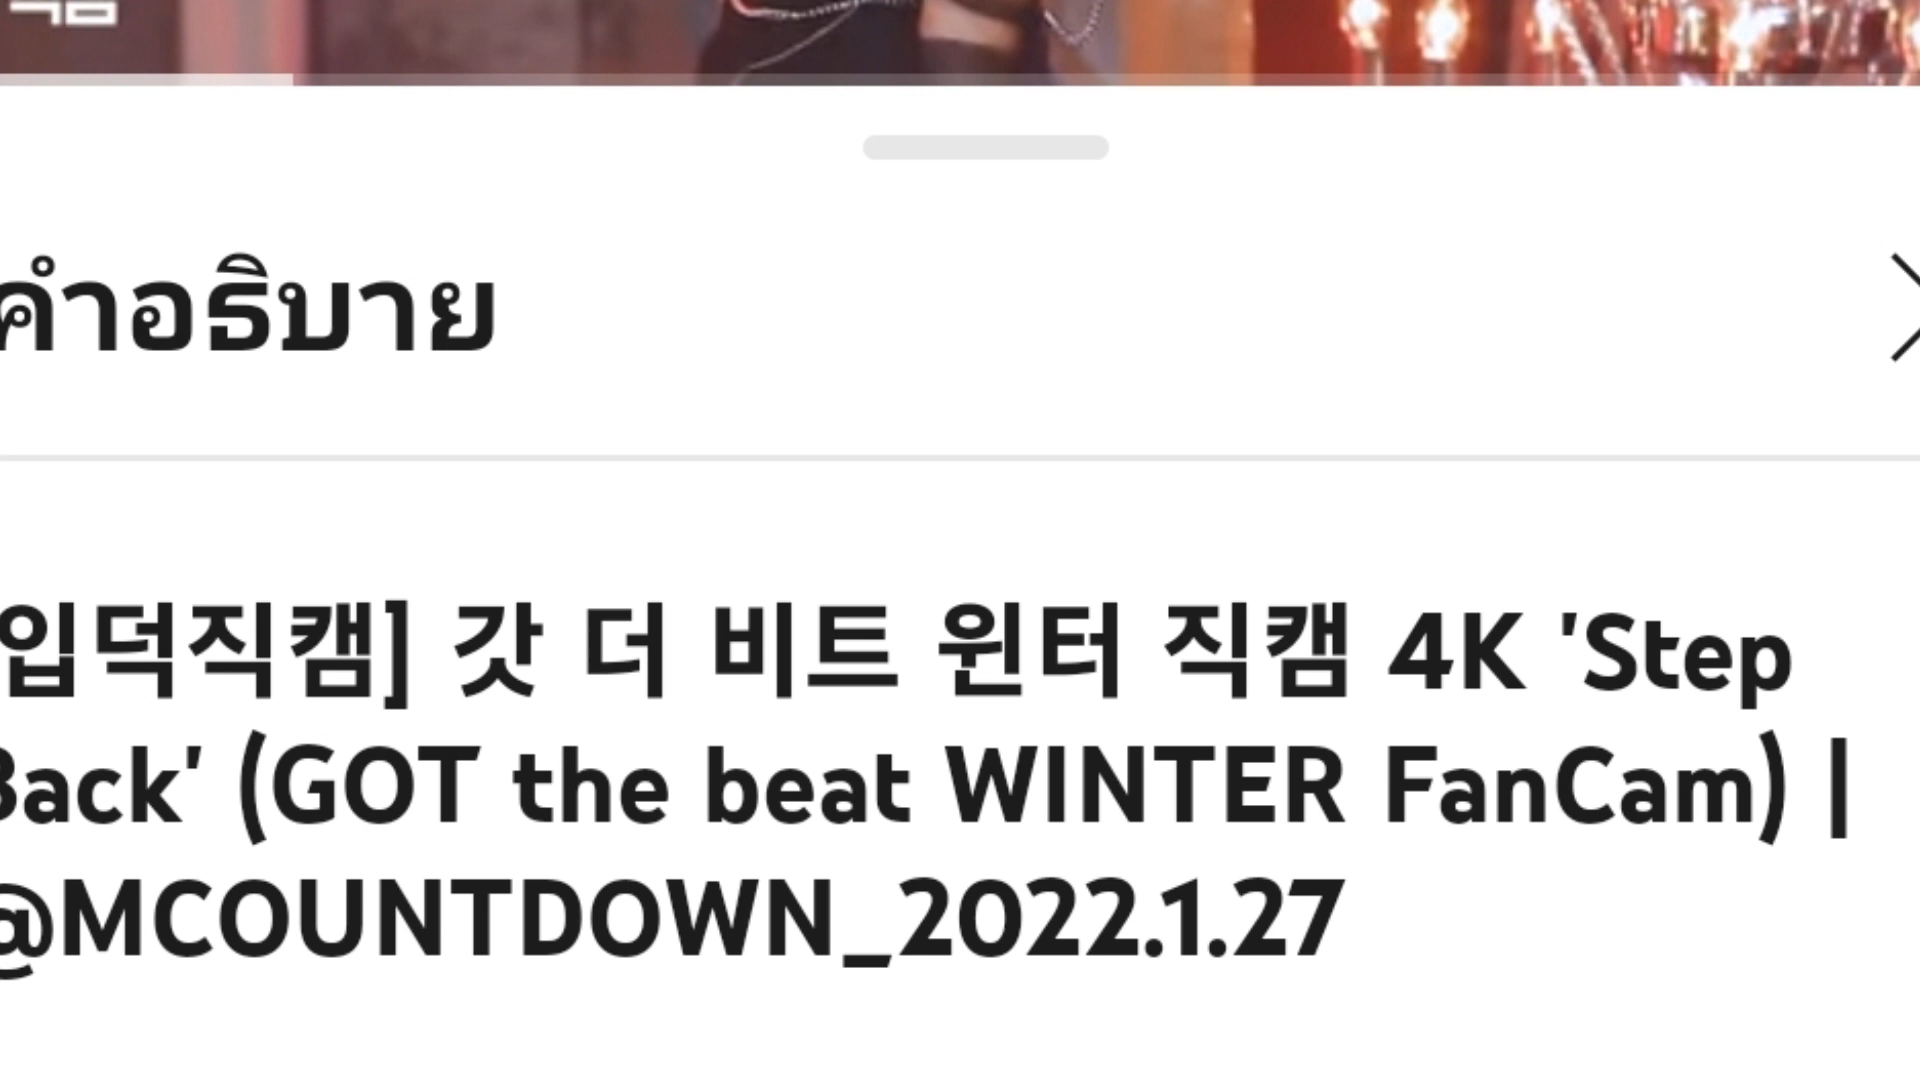 คำอธิบาย
[입덕직캠] 갓 더 비트 윈터 직캠 4K 'Step
Back' (GOT the beat WINTER FanCam) |
@MCOUNTDOWN_2022.1.27